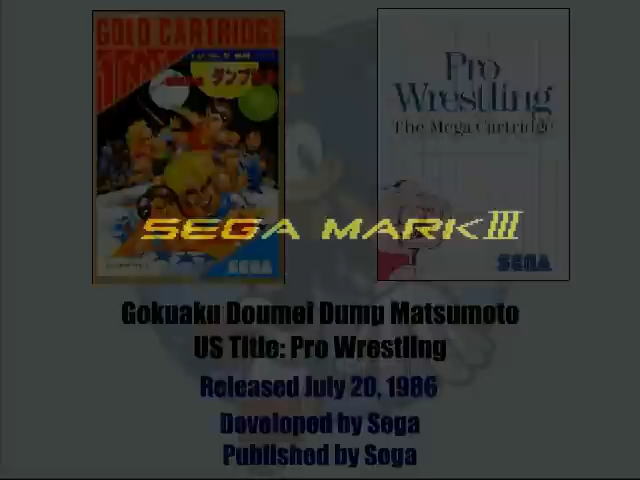 GOLD CARTRIDGE
ダンプ
Pro
Wrestling
The Mega Cartridge
SEGA MARK III
SEGA
SEGA
Gokuaku Doumei Dump Matsumoto
US Title: Pro Wrestling
Released July 20, 1986
Developed by Sega
Published by Sega